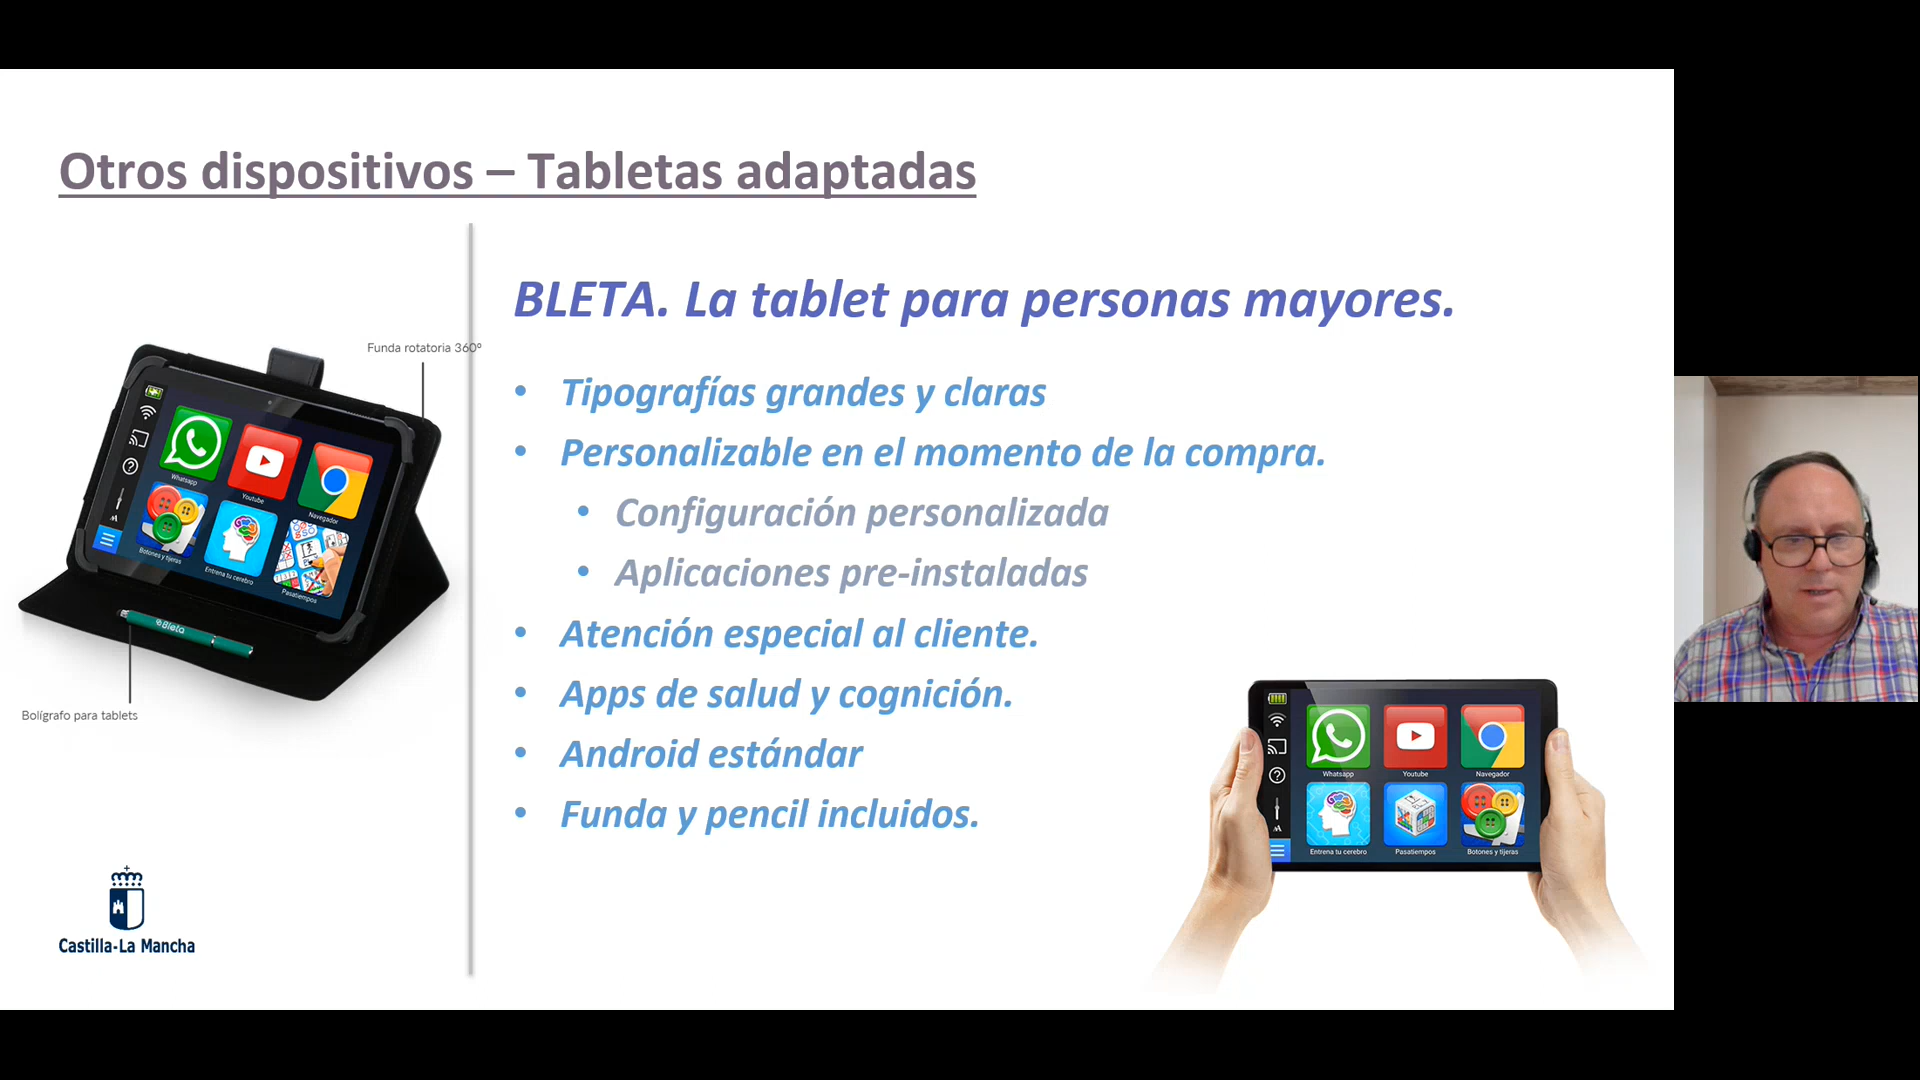 Otros dispositivos – Tabletas adaptadas
BLETA. La tablet para personas mayores.
Funda rotatoria 360º
Whatsapp
Youtube
Navegador
Botones y tijeras
Entrena tu cerebro
Pasatiempos
Bleta
Bolígrafo para tablets
• Tipografías grandes y claras
• Personalizable en el momento de la compra.
• Configuración personalizada
• Aplicaciones pre-instaladas
• Atención especial al cliente.
• Apps de salud y cognición.
• Android estándar
• Funda y pencil incluidos.
Whatsapp
Youtube
Navegador
Entrena tu cerebro
Pasatiempos
Botones y tijeras
Castilla-La Mancha